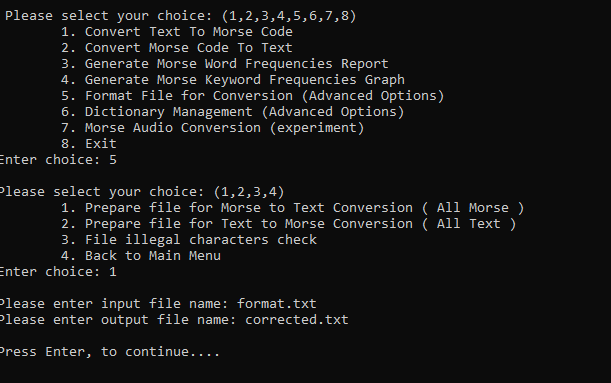 Please select your choice: (1,2,3,4,5,6,7,8)
1. Convert Text To Morse Code
2. Convert Morse Code To Text
3. Generate Morse Word Frequencies Report
4. Generate Morse Keyword Frequencies Graph
5. Format File for Conversion (Advanced Options)
6. Dictionary Management (Advanced Options)
7. Morse Audio Conversion (experiment)
8. Exit
Enter choice: 5
Please select your choice: (1,2,3,4)
1. Prepare file for Morse to Text Conversion ( All Morse )
2. Prepare file for Text to Morse Conversion ( All Text )
3. File illegal characters check
4. Back to Main Menu
Enter choice: 1
Please enter input file name: format.txt
Please enter output file name: corrected.txt
Press Enter, to continue....